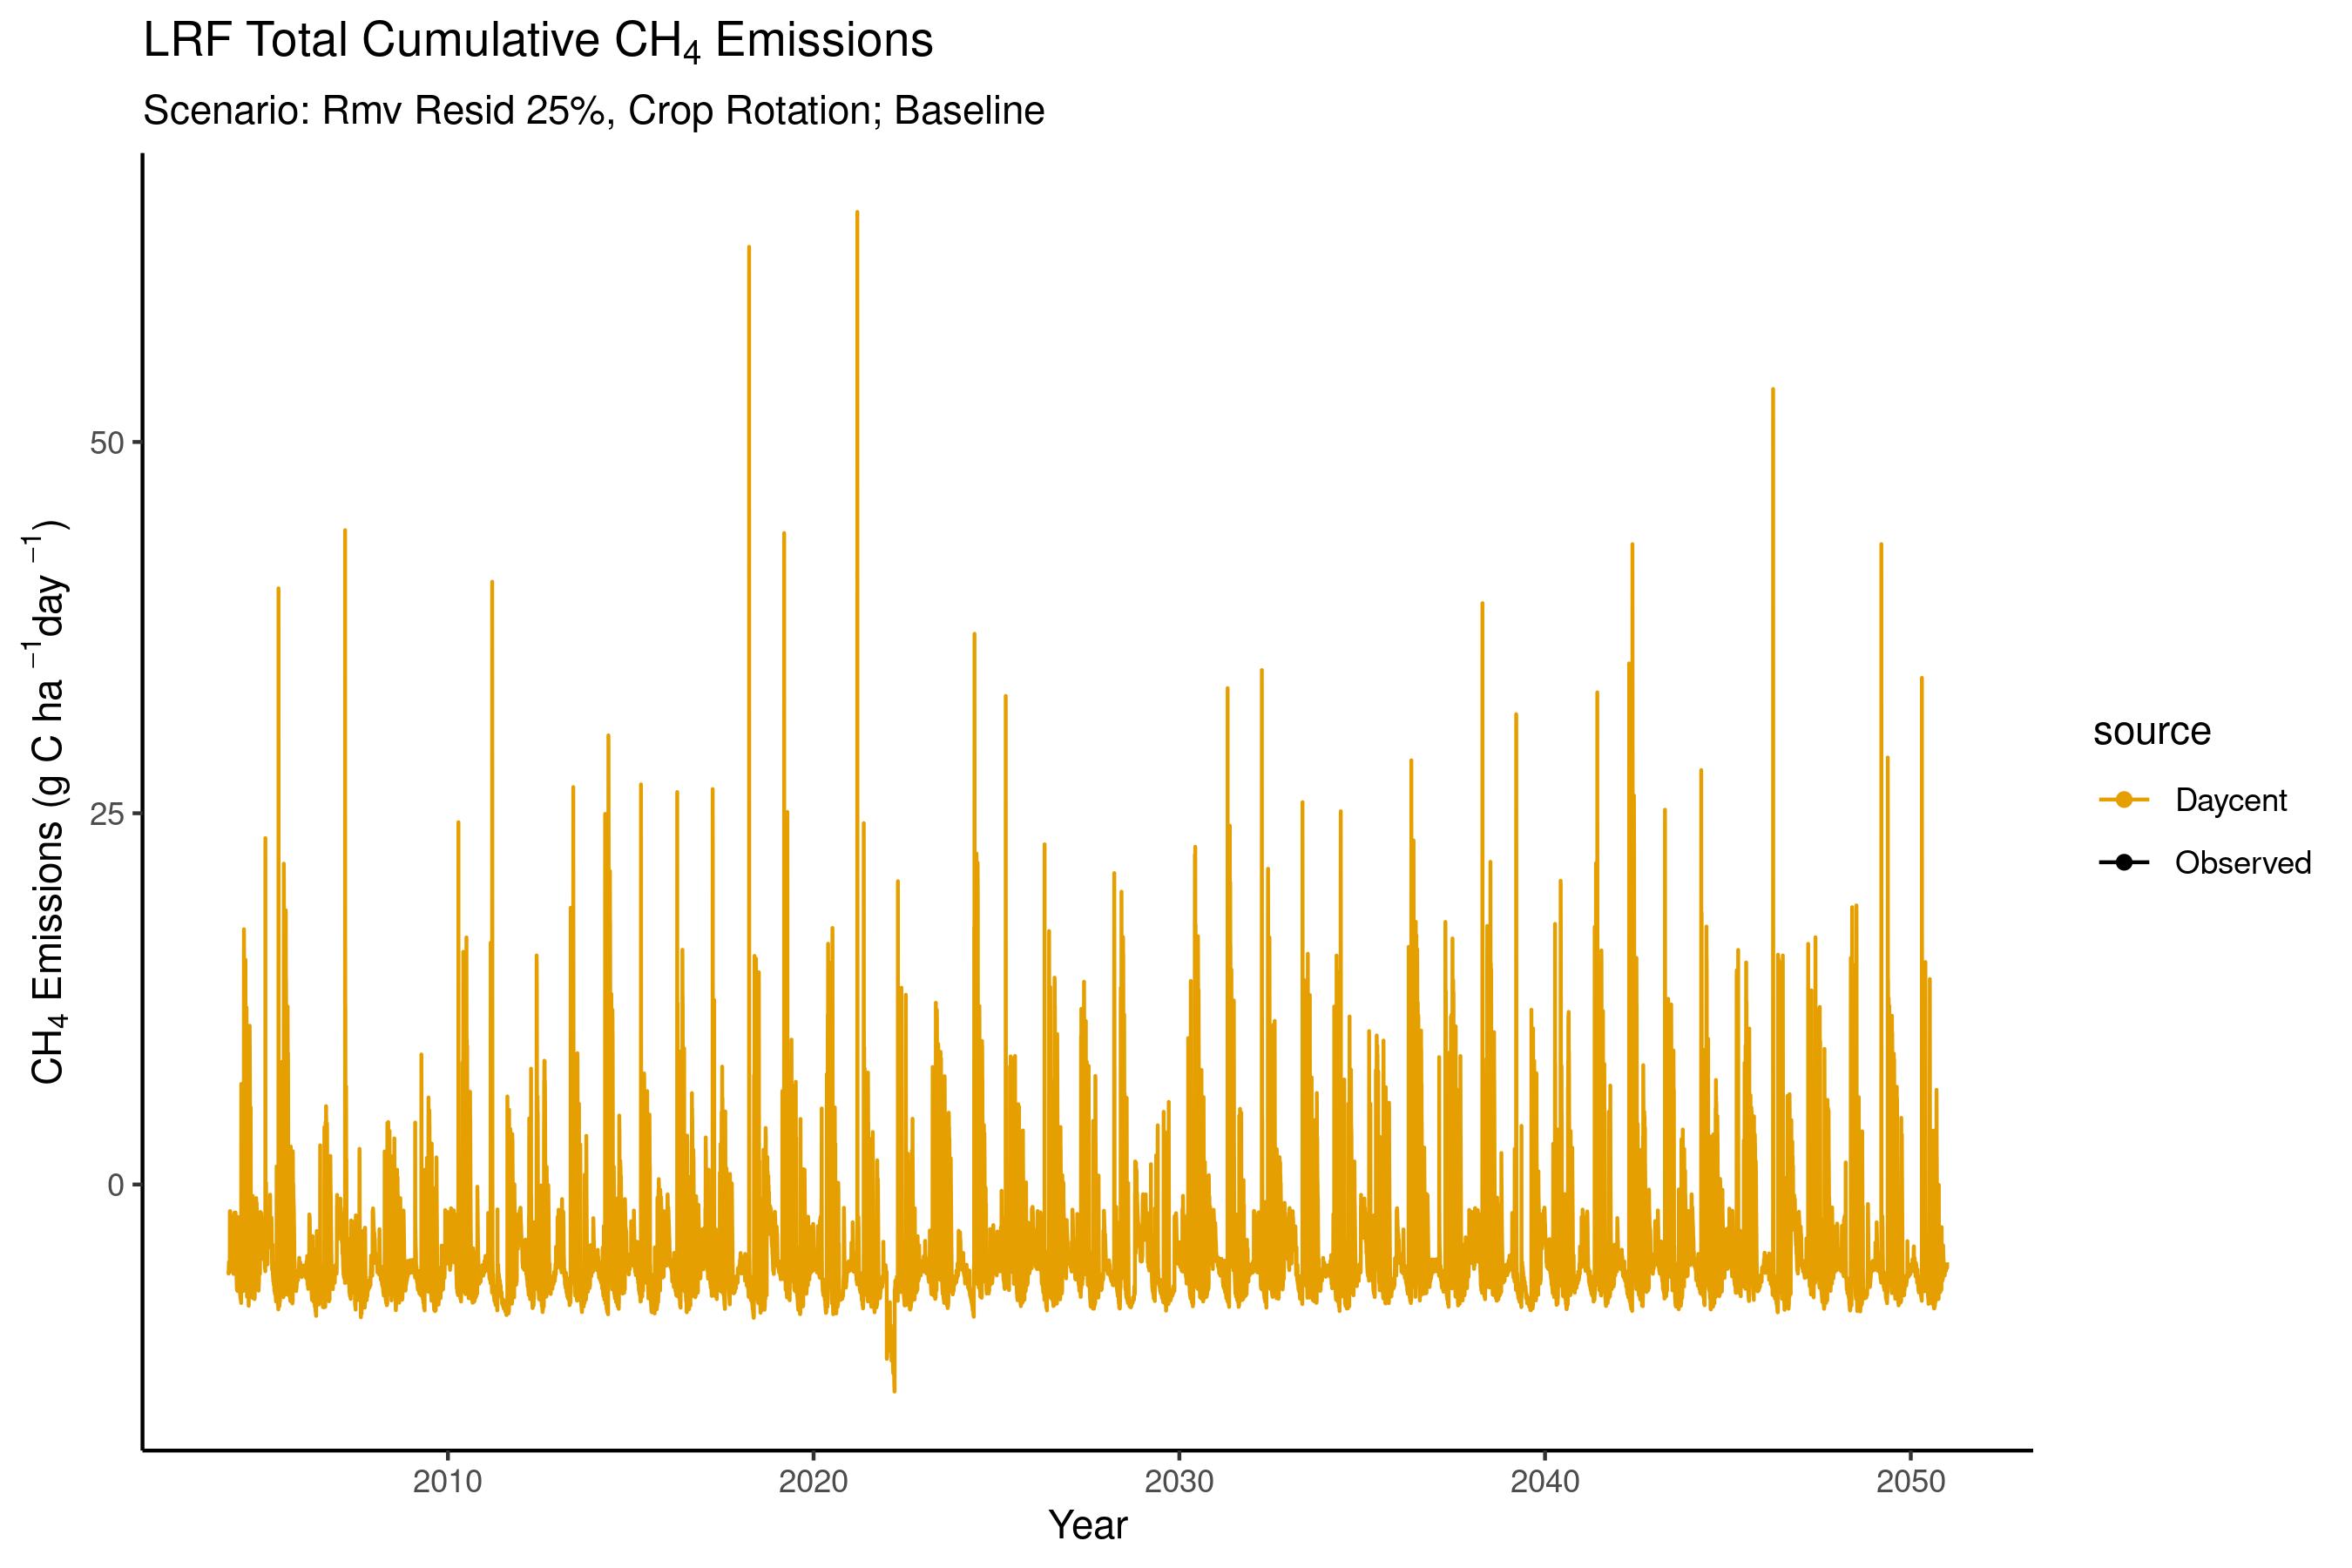 LRF Total Cumulative CH₄ Emissions
Scenario: Rmv Resid 25%, Crop Rotation; Baseline
CH₄ Emissions (g C ha ⁻¹day ⁻¹)
50
25
0
2010 2020 2030 2040 2050
Year
source
Daycent
Observed